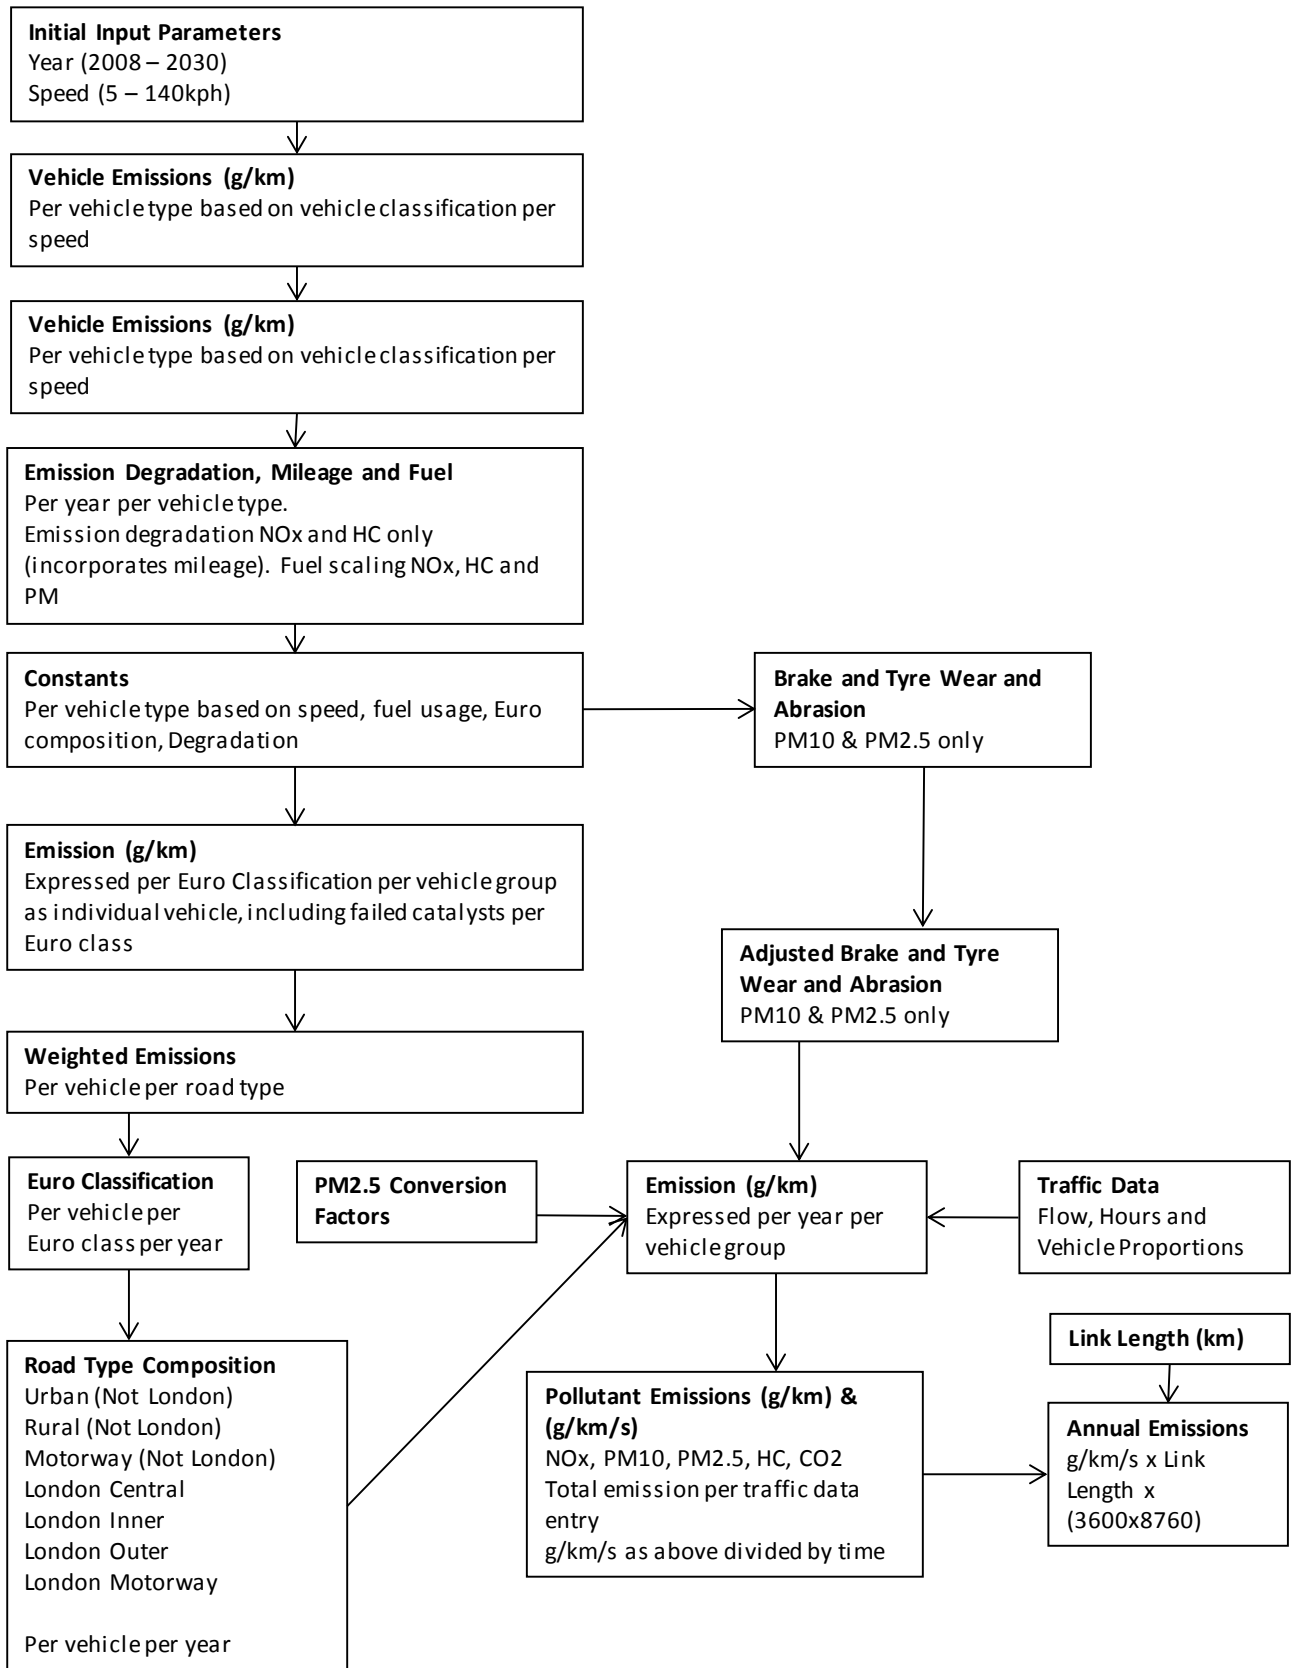 Initial Input Parameters
Year (2008 – 2030)
Speed (5 – 140kph)
Vehicle Emissions (g/km)
Per vehicle type based on vehicle classification per
speed
Vehicle Emissions (g/km)
Per vehicle type based on vehicle classification per
speed
Emission Degradation, Mileage and Fuel
Per year per vehicle type.
Emission degradation NOx and HC only
(incorporates mileage). Fuel scaling NOx, HC and
PM
Constants
Per vehicle type based on speed, fuel usage, Euro
composition, Degradation
Brake and Tyre Wear and
Abrasion
PM10 & PM2.5 only
Emission (g/km)
Expressed per Euro Classification per vehicle group
as individual vehicle, including failed catalysts per
Euro class
Adjusted Brake and Tyre
Wear and Abrasion
PM10 & PM2.5 only
Weighted Emissions
Per vehicle per road type
Euro Classification
Per vehicle per
Euro class per year
PM2.5 Conversion
Factors
Emission (g/km)
Expressed per year per
vehicle group
Traffic Data
Flow, Hours and
Vehicle Proportions
Link Length (km)
Road Type Composition
Urban (Not London)
Rural (Not London)
Motorway (Not London)
London Central
London Inner
London Outer
London Motorway
Per vehicle per year
Pollutant Emissions (g/km) &
(g/km/s)
NOx, PM10, PM2.5, HC, CO2
Total emission per traffic data
entry
g/km/s as above divided by time
Annual Emissions
g/km/s x Link
Length x
(3600x8760)